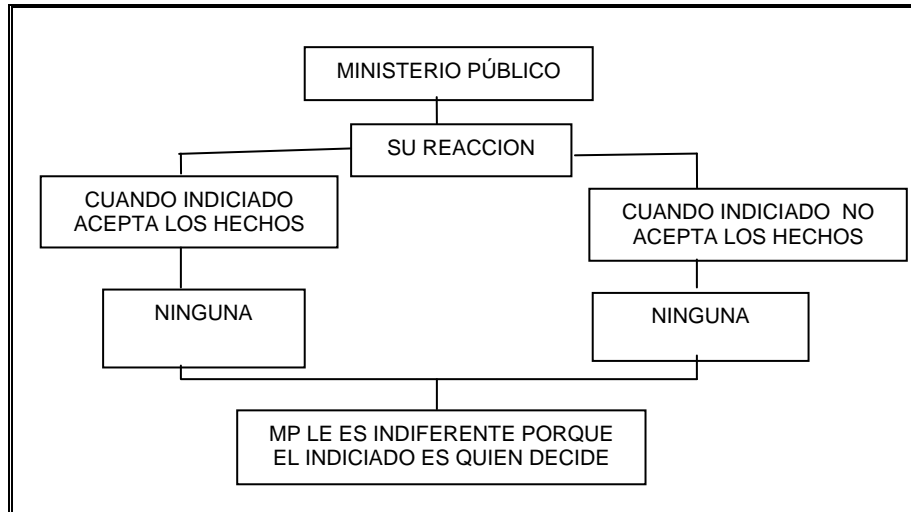 MINISTERIO PÚBLICO
SU REACCION
CUANDO INDICIADO
ACEPTA LOS HECHOS
CUANDO INDICIADO NO
ACEPTA LOS HECHOS
NINGUNA
NINGUNA
MP LE ES INDIFERENTE PORQUE
EL INDICIADO ES QUIEN DECIDE